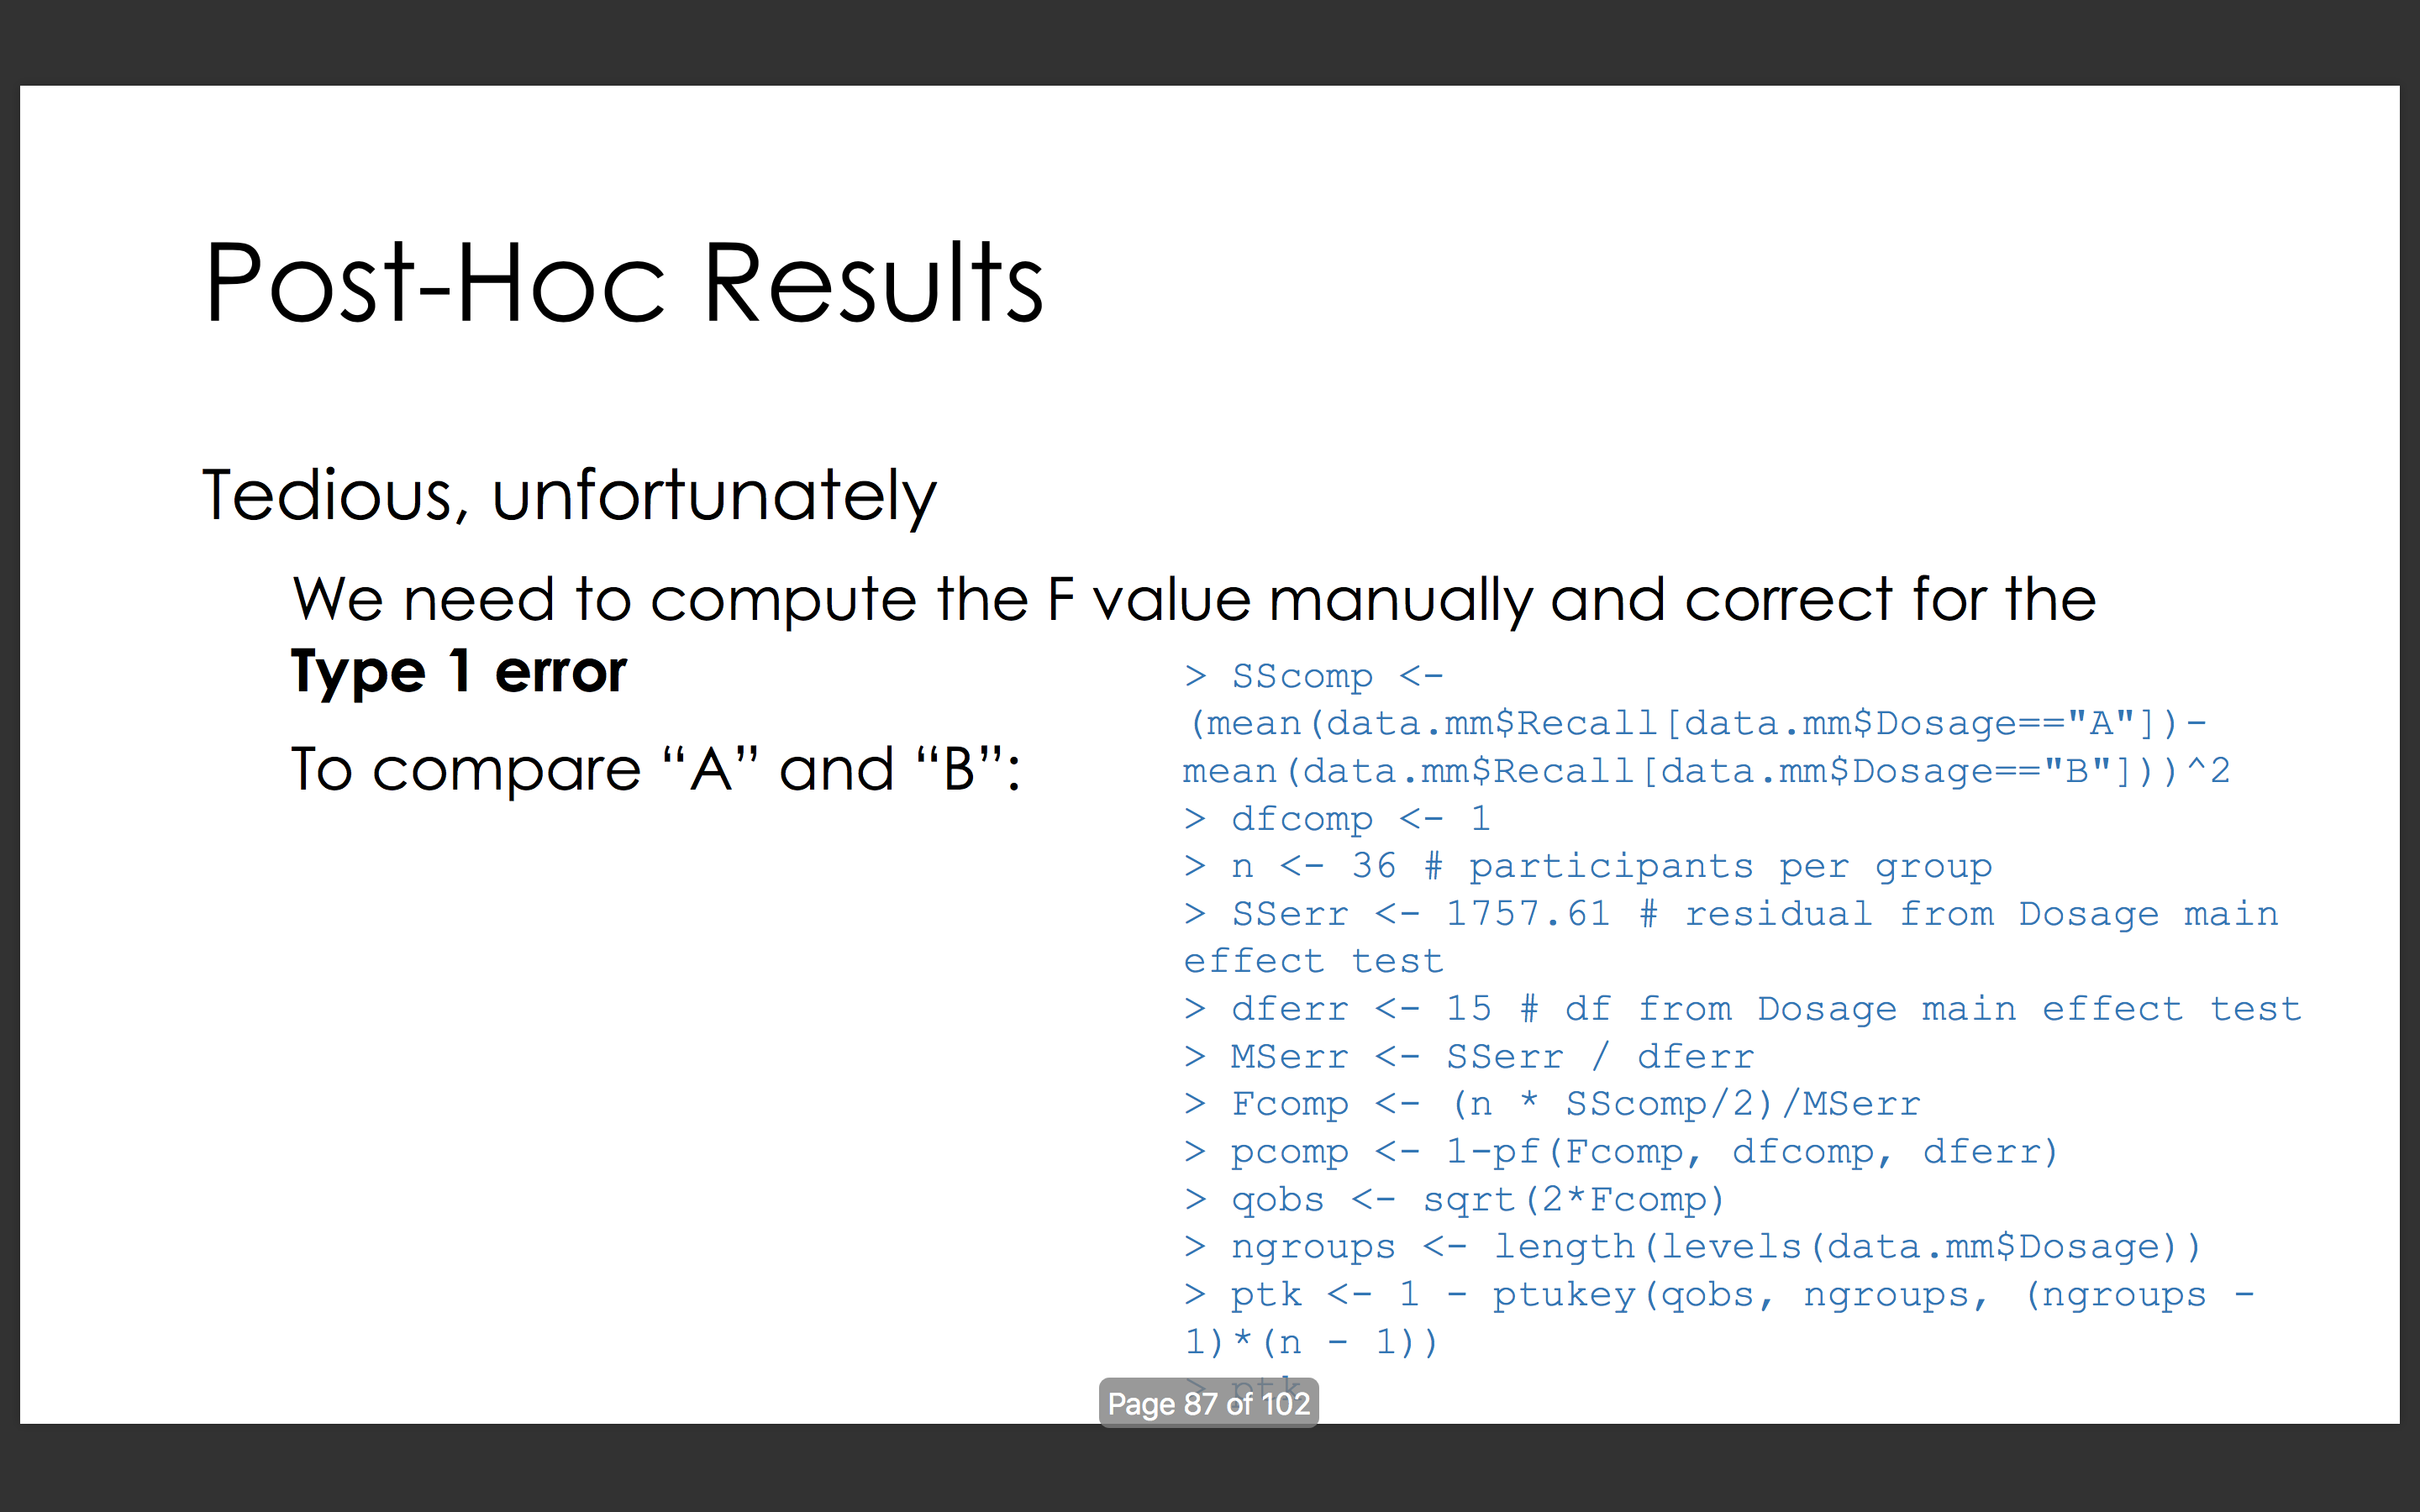 Post-Hoc Results
Tedious, unfortunately
We need to compute the F value manually and correct for the
Type 1 error
To compare “A” and “B”:
> SScomp <-
(mean(data.mm$Recall[data.mm$Dosage=="A"])-
mean(data.mm$Recall[data.mm$Dosage=="B"]))^2
> dfcomp <- 1
> n <- 36 # participants per group
> SSerr <- 1757.61 # residual from Dosage main
effect test
> dferr <- 15 # df from Dosage main effect test
> MSerr <- SSerr / dferr
> Fcomp <- (n * SScomp/2)/MSerr
> pcomp <- 1-pf(Fcomp, dfcomp, dferr)
> qobs <- sqrt(2*Fcomp)
> ngroups <- length(levels(data.mm$Dosage))
> ptk <- 1 - ptukey(qobs, ngroups, (ngroups -
1)*(n - 1))
> ptk
Page 87 of 102